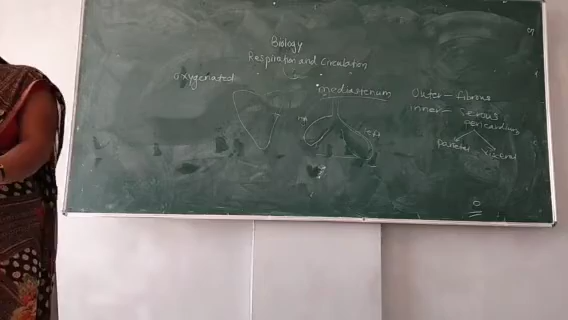 Biology
Respiration and Circulation
oxygenated
mediastenum
Outer - fibrous
inner - serous
pericardium
parietal visceral